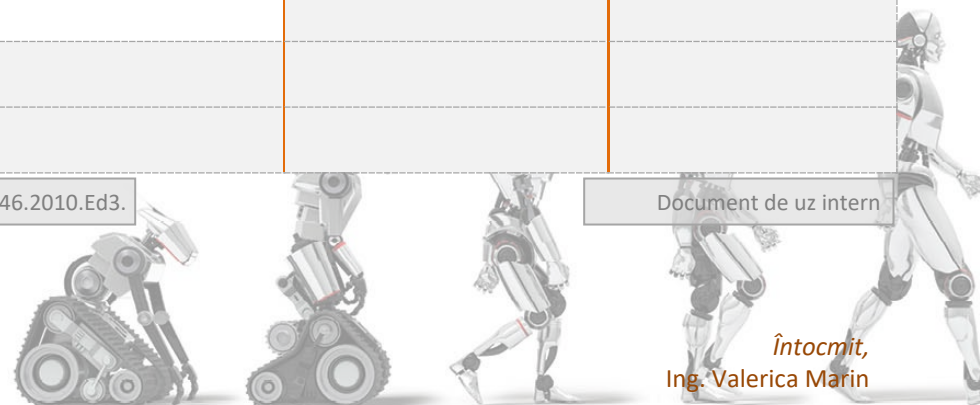 46.2010.Ed3.
Document de uz intern
Întocmit,
Ing. Valerica Marin